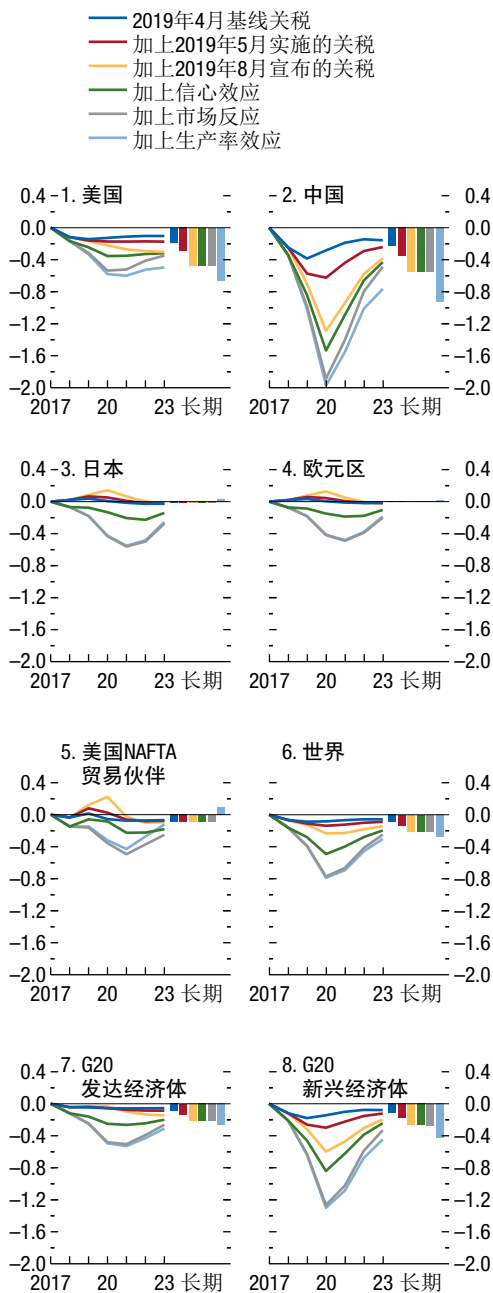 2019年4月基线关税
加上2019年5月实施的关税
加上2019年8月宣布的关税
加上信心效应
加上市场反应
加上生产率效应
0.4 1. 美国 2. 中国 0.4
0.0 0.0
–0.4 –0.4
–0.8 –0.8
–1.2 –1.2
–1.6 –1.6
–2.0 –2.0
2017 20 23 长期 2017 20 23 长期
0.4 3. 日本 4. 欧元区 0.4
0.0 0.0
–0.4 –0.4
–0.8 –0.8
–1.2 –1.2
–1.6 –1.6
–2.0 –2.0
2017 20 23 长期 2017 20 23 长期
5. 美国NAFTA 6. 世界
0.4 贸易伙伴 0.4
0.0 0.0
–0.4 –0.4
–0.8 –0.8
–1.2 –1.2
–1.6 –1.6
–2.0 –2.0
2017 20 23 长期 2017 20 23 长期
0.4 7. G20 8. G20 0.4
发达经济体 新兴经济体
0.0 0.0
–0.4 –0.4
–0.8 –0.8
–1.2 –1.2
–1.6 –1.6
–2.0 –2.0
2017 20 23 长期 2017 20 23 长期